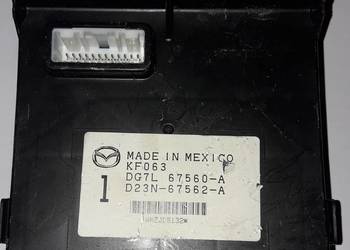 MADE IN MEXICO
KF063
1 DG7L 67560-A
D23N-67562-A